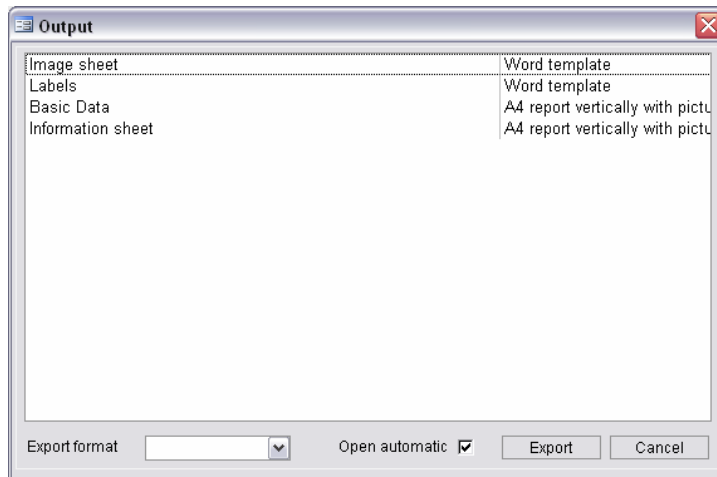 Output
Image sheet Word template
Labels Word template
Basic Data A4 report vertically with pictu
Information sheet A4 report vertically with pictu
Export format Open automatic Export Cancel